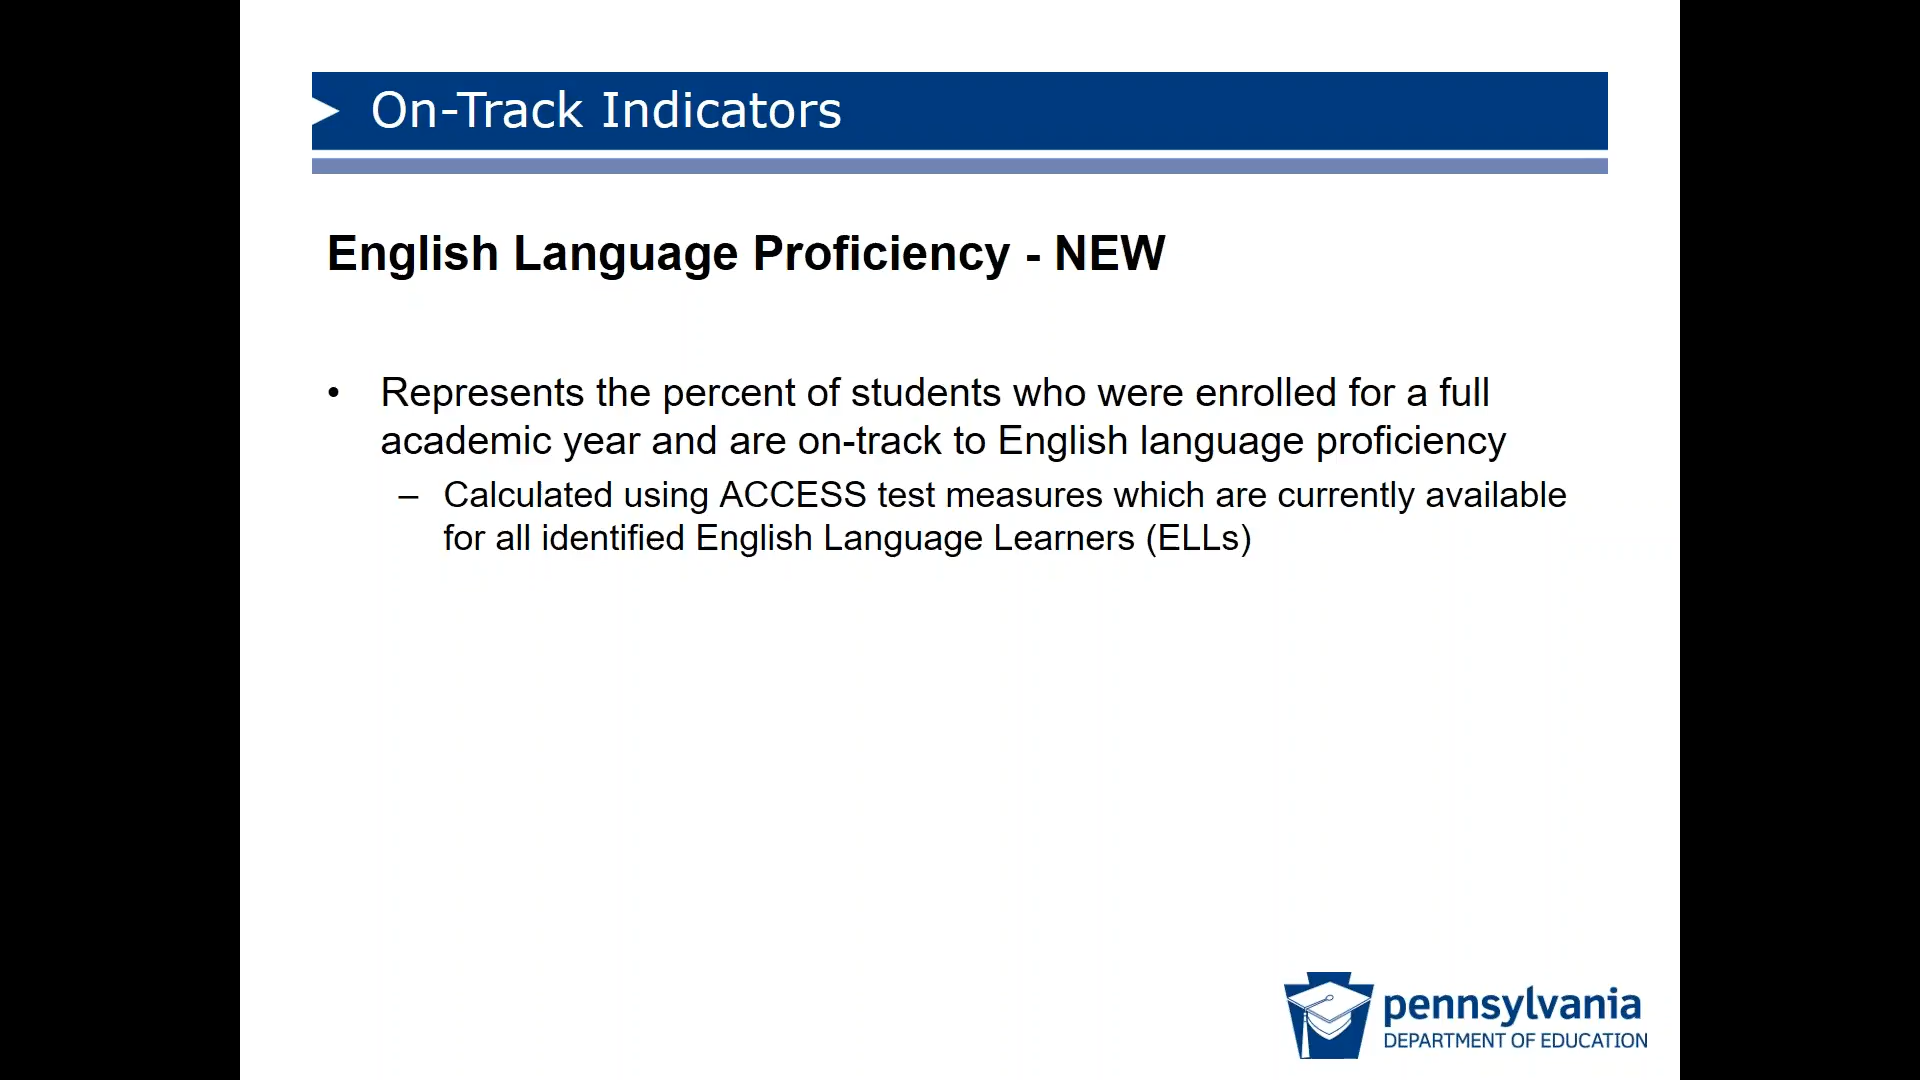 On-Track Indicators
English Language Proficiency - NEW
• Represents the percent of students who were enrolled for a full
academic year and are on-track to English language proficiency
– Calculated using ACCESS test measures which are currently available
for all identified English Language Learners (ELLs)
pennsylvania
DEPARTMENT OF EDUCATION